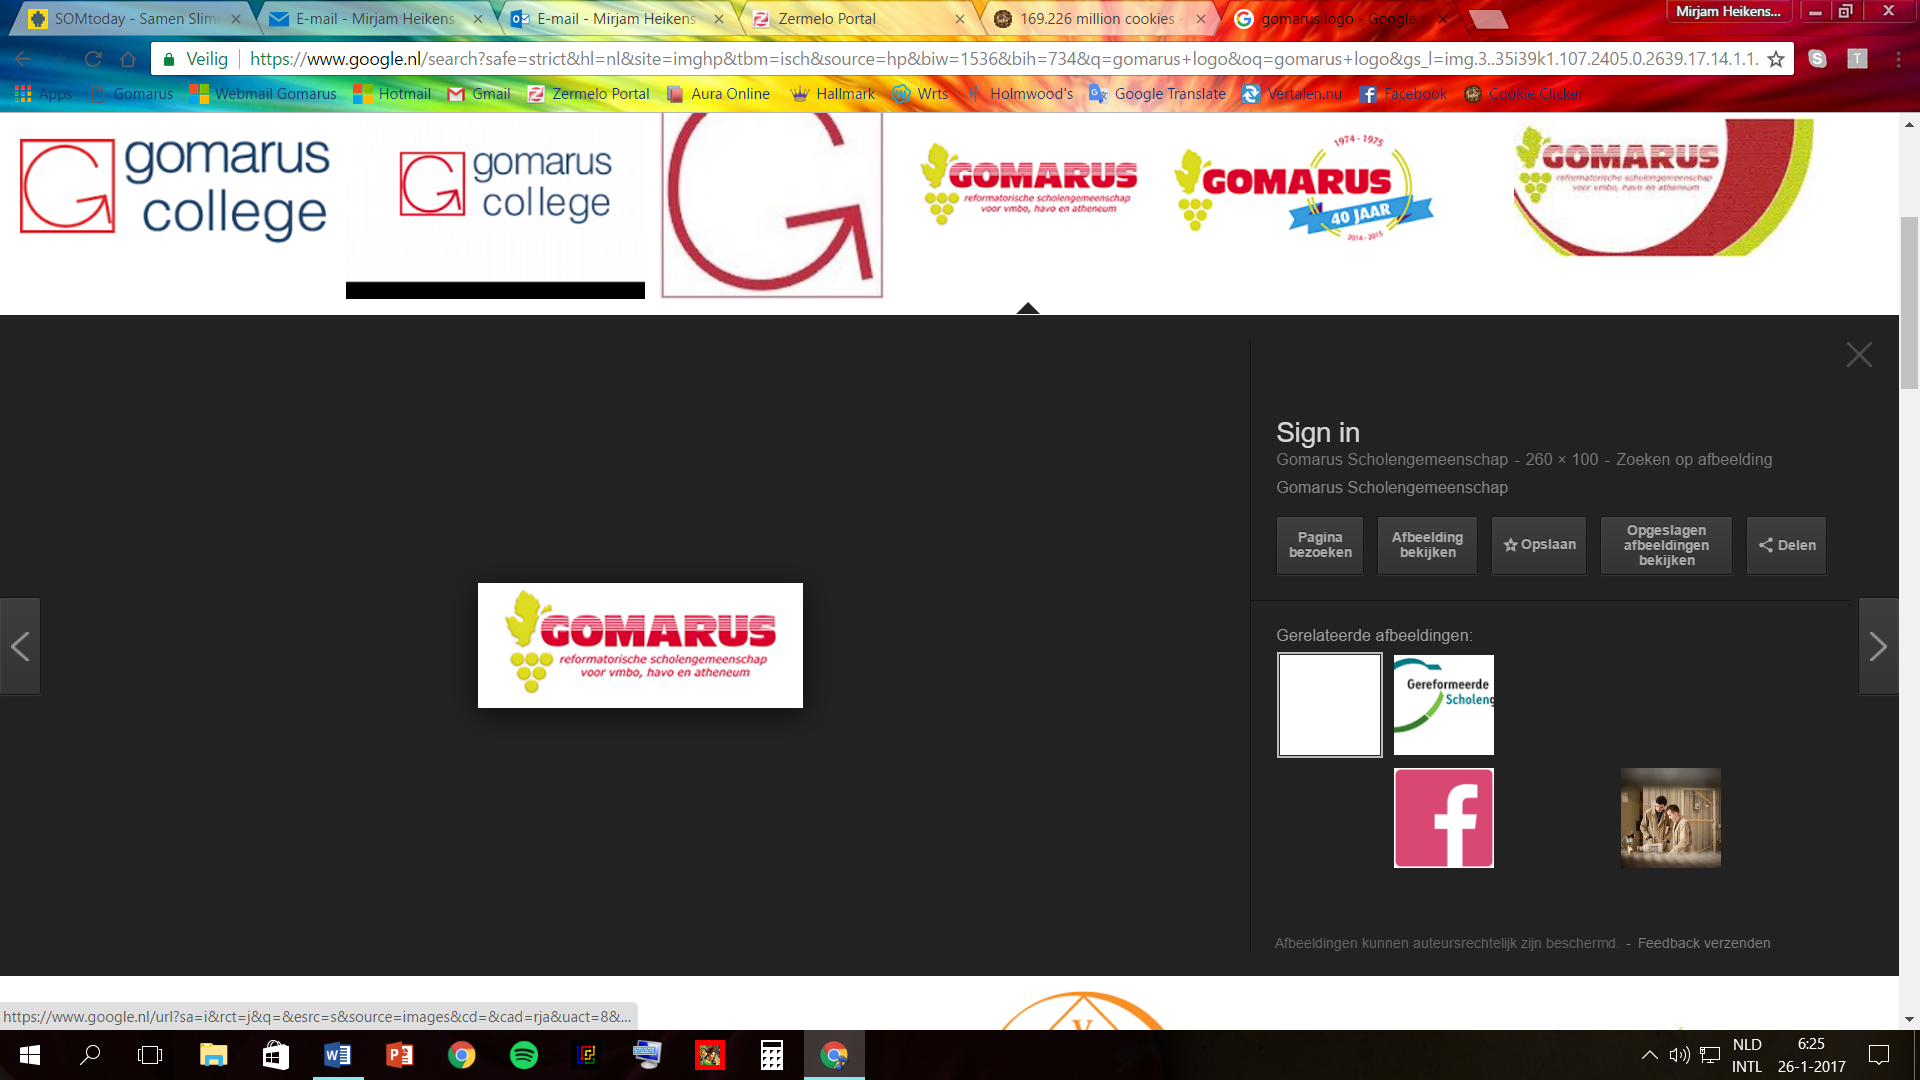 SOMtoday - Samen Slim
E-mail - Mirjam Heikens
E-mail - Mirjam Heikens
Zermelo Portal
169.226 million cookies -
gomarus logo - Google
Mirjam Heikens...
Veilig
https://www.google.nl/search?safe=strict&hl=nl&site=imghp&tbm=isch&source=hp&biw=1536&bih=734&q=gomarus+logo&oq=gomarus+logo&gs_l=img.3..35i39k1.107.2405.0.2639.17.14.1.1.
T
Apps
Gomarus
Webmail Gomarus
Hotmail
Gmail
Zermelo Portal
Aura Online
Hallmark
Wrts
Holmwood's
Google Translate
Vertalen.nu
Facebook
Cookie Clicker
gomarus
college
gomarus
college
GOMARUS
reformatorische scholengemeenschap
voor vmbo, havo en atheneum
1974 - 1975
GOMARUS
40 JAAR
2014 - 2015
GOMARUS
reformatorische scholengemeenschap
voor vmbo, havo en atheneum
Sign in
Gomarus Scholengemeenschap - 260 × 100 - Zoeken op afbeelding
Gomarus Scholengemeenschap
Pagina
bezoeken
Afbeelding
bekijken
Opslaan
Opgeslagen
afbeeldingen
bekijken
Delen
GOMARUS
reformatorische scholengemeenschap
voor vmbo, havo en atheneum
Gerelateerde afbeeldingen:
Gereformeerde
Scholeng
Afbeeldingen kunnen auteursrechtelijk zijn beschermd. - Feedback verzenden
V
https://www.google.nl/url?sa=i&rct=j&q=&esrc=s&source=images&cd=&cad=rja&uact=8&...
NLD
INTL
6:25
26-1-2017